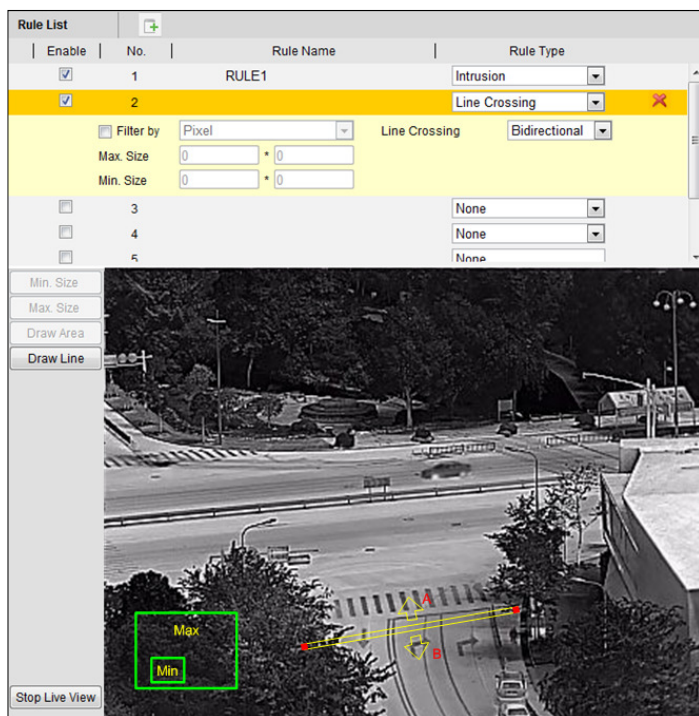 Rule List
Enable No. Rule Name Rule Type
1 RULE1 Intrusion
2 Line Crossing
Filter by Pixel Line Crossing Bidirectional
Max. Size 0 * 0
Min. Size 0 * 0
3 None
4 None
5 None
Min. Size
Max. Size
Draw Area
Draw Line
A
Max
B
Min
Stop Live View